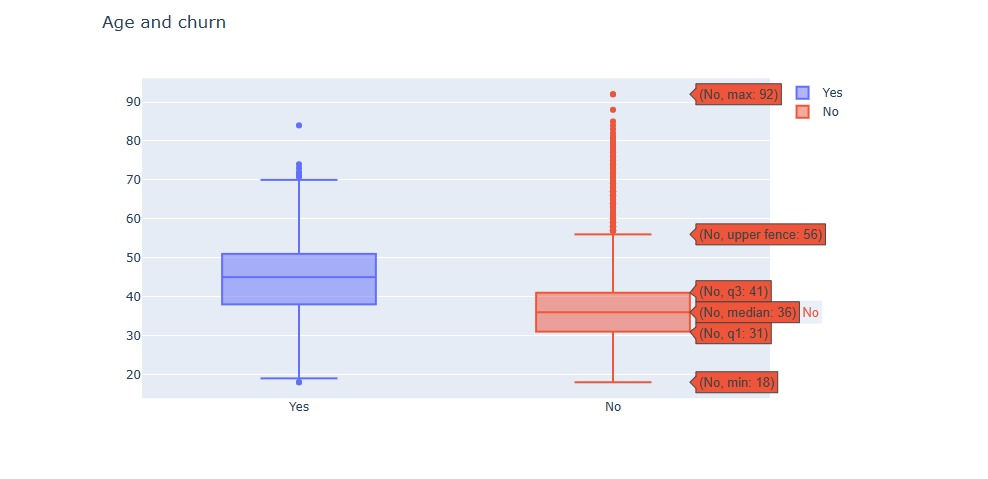 Age and churn
90
80
70
60
50
40
30
20
Yes
No
(No, max: 92)
(No, upper fence: 56)
(No, q3: 41)
(No, median: 36) No
(No, q1: 31)
(No, min: 18)
Yes
No